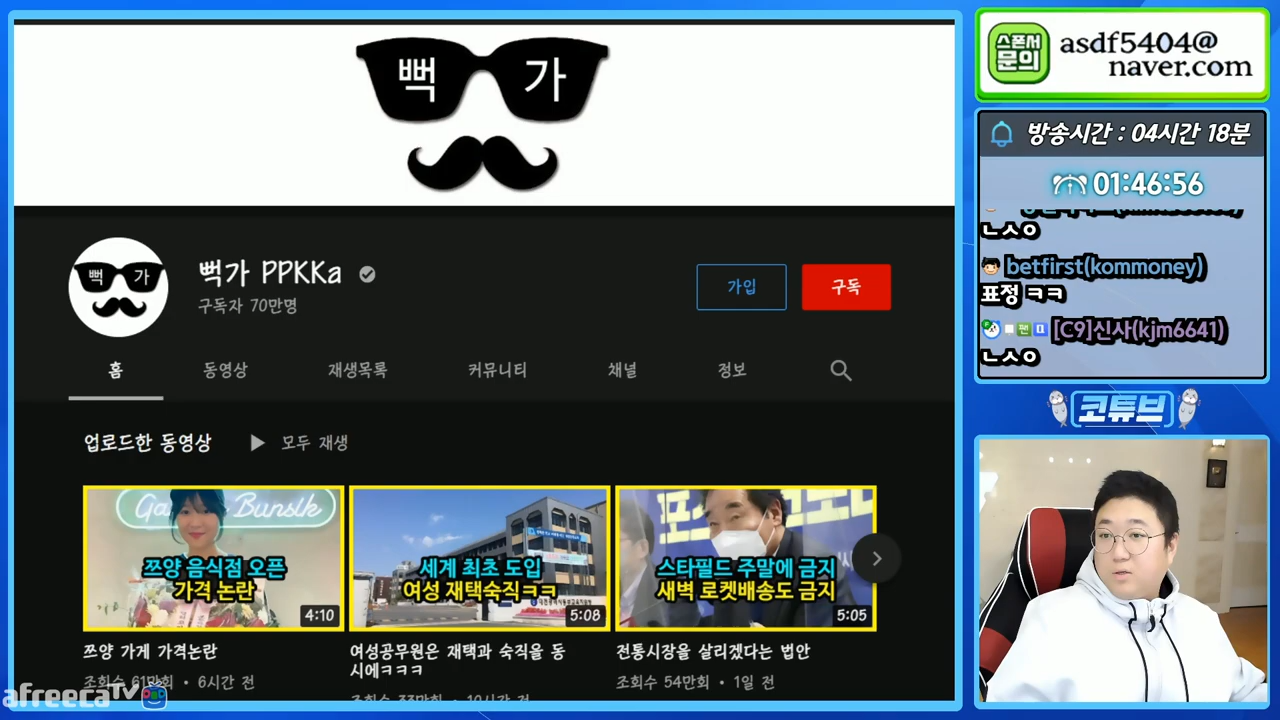 뻑 가
뻑가 PPKKa
구독자 70만명
가입
구독
홈
동영상
재생목록
커뮤니티
채널
정보
업로드한 동영상
모두 재생
쯔양 음식점 오픈
가격 논란
4:10
쯔양 가게 가격논란
조회수 61만회 • 6시간 전
세계 최초 도입
여성 재택숙직ㅋㅋ
5:08
여성공무원은 재택과 숙직을 동
시에ㅋㅋㅋ
스타필드 주말에 금지
새벽 로켓배송도 금지
5:05
전통시장을 살리겠다는 법안
조회수 54만회 • 1일 전
afreecaTV
스폰서
문의
asdf5404@
naver.com
방송시간 : 04시간 18분
01:46:56
ㄴㅅㅇ
betfirst(kommoney)
표정 ㅋㅋ
[C9]신사(kjm6641)
ㄴㅅㅇ
코튜브